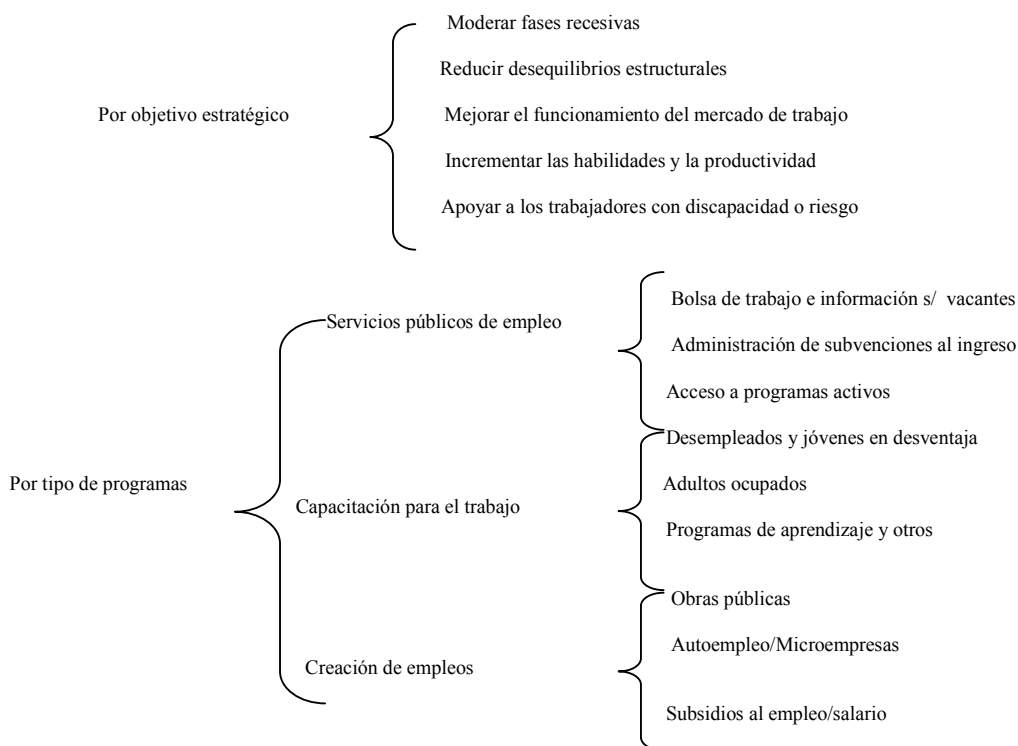 Moderar fases recesivas
Reducir desequilibrios estructurales
Por objetivo estratégico
Mejorar el funcionamiento del mercado de trabajo
Incrementar las habilidades y la productividad
Apoyar a los trabajadores con discapacidad o riesgo
Bolsa de trabajo e información s/ vacantes
Servicios públicos de empleo
Administración de subvenciones al ingreso
Acceso a programas activos
Desempleados y jóvenes en desventaja
Por tipo de programas
Adultos ocupados
Capacitación para el trabajo
Programas de aprendizaje y otros
Obras públicas
Autoempleo/Microempresas
Creación de empleos
Subsidios al empleo/salario